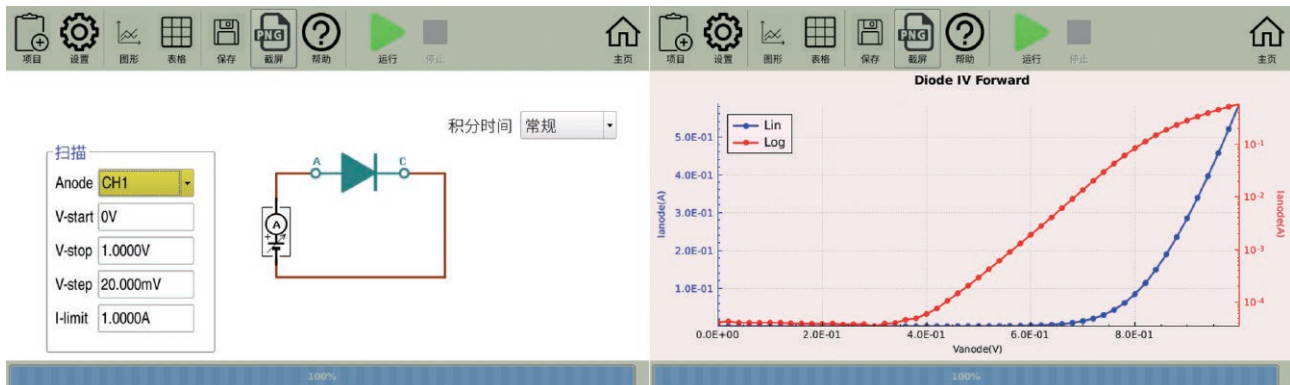 项目 设置 图形 表格 保存 截屏 帮助 运行 停止 主页
PNG
积分时间 常规
扫描
Anode CH1
V-start 0V
V-stop 1.0000V
V-step 20.000mV
I-limit 1.0000A
A C
A
+
100%
项目 设置 图形 表格 保存 截屏 帮助 运行 停止 主页
PNG
Diode IV Forward
Lin
Log
Ianode(A)
5.0E-01
4.0E-01
3.0E-01
2.0E-01
1.0E-01
10-1
10-2
10-3
10-4
Ianode(A)
0.0E+00 2.0E-01 4.0E-01 6.0E-01 8.0E-01
Vanode(V)
100%